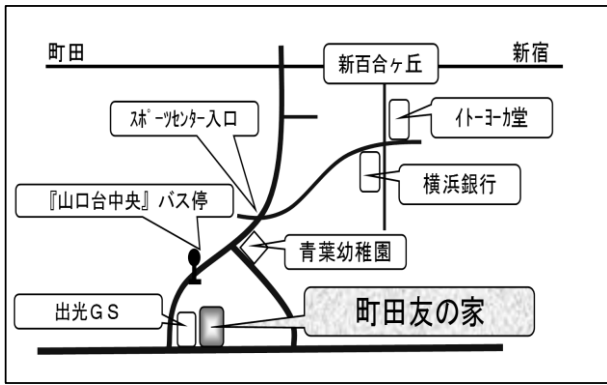 町田
新百合ヶ丘
新宿
スポーツセンター入口
イトーヨーカ堂
横浜銀行
『山口台中央』バス停
青葉幼稚園
出光GS
町田友の家